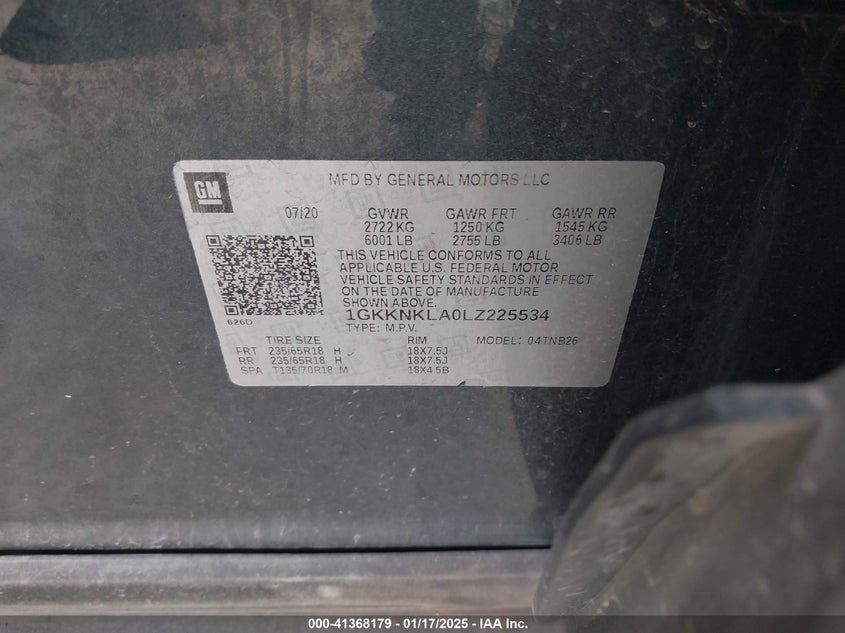 GM
MFD BY GENERAL MOTORS LLC
07/20 GVWR GAWR FRT GAWR RR
2722 KG 1250 KG 1545 KG
6001 LB 2755 LB 3406 LB
THIS VEHICLE CONFORMS TO ALL
APPLICABLE U.S. FEDERAL MOTOR
VEHICLE SAFETY STANDARDS IN EFFECT
ON THE DATE OF MANUFACTURE
SHOWN ABOVE.
1GKKNKLA0LZ225534
626D TYPE: M.P.V.
TIRE SIZE RIM MODEL: 04TNB26
FRT 235/65R18 H 18X7.5J
RR 235/65R18 H 18X7.5J
SPA T135/70R18 M 18X4.5B
000-41368179 - 01/17/2025 - IAA Inc.